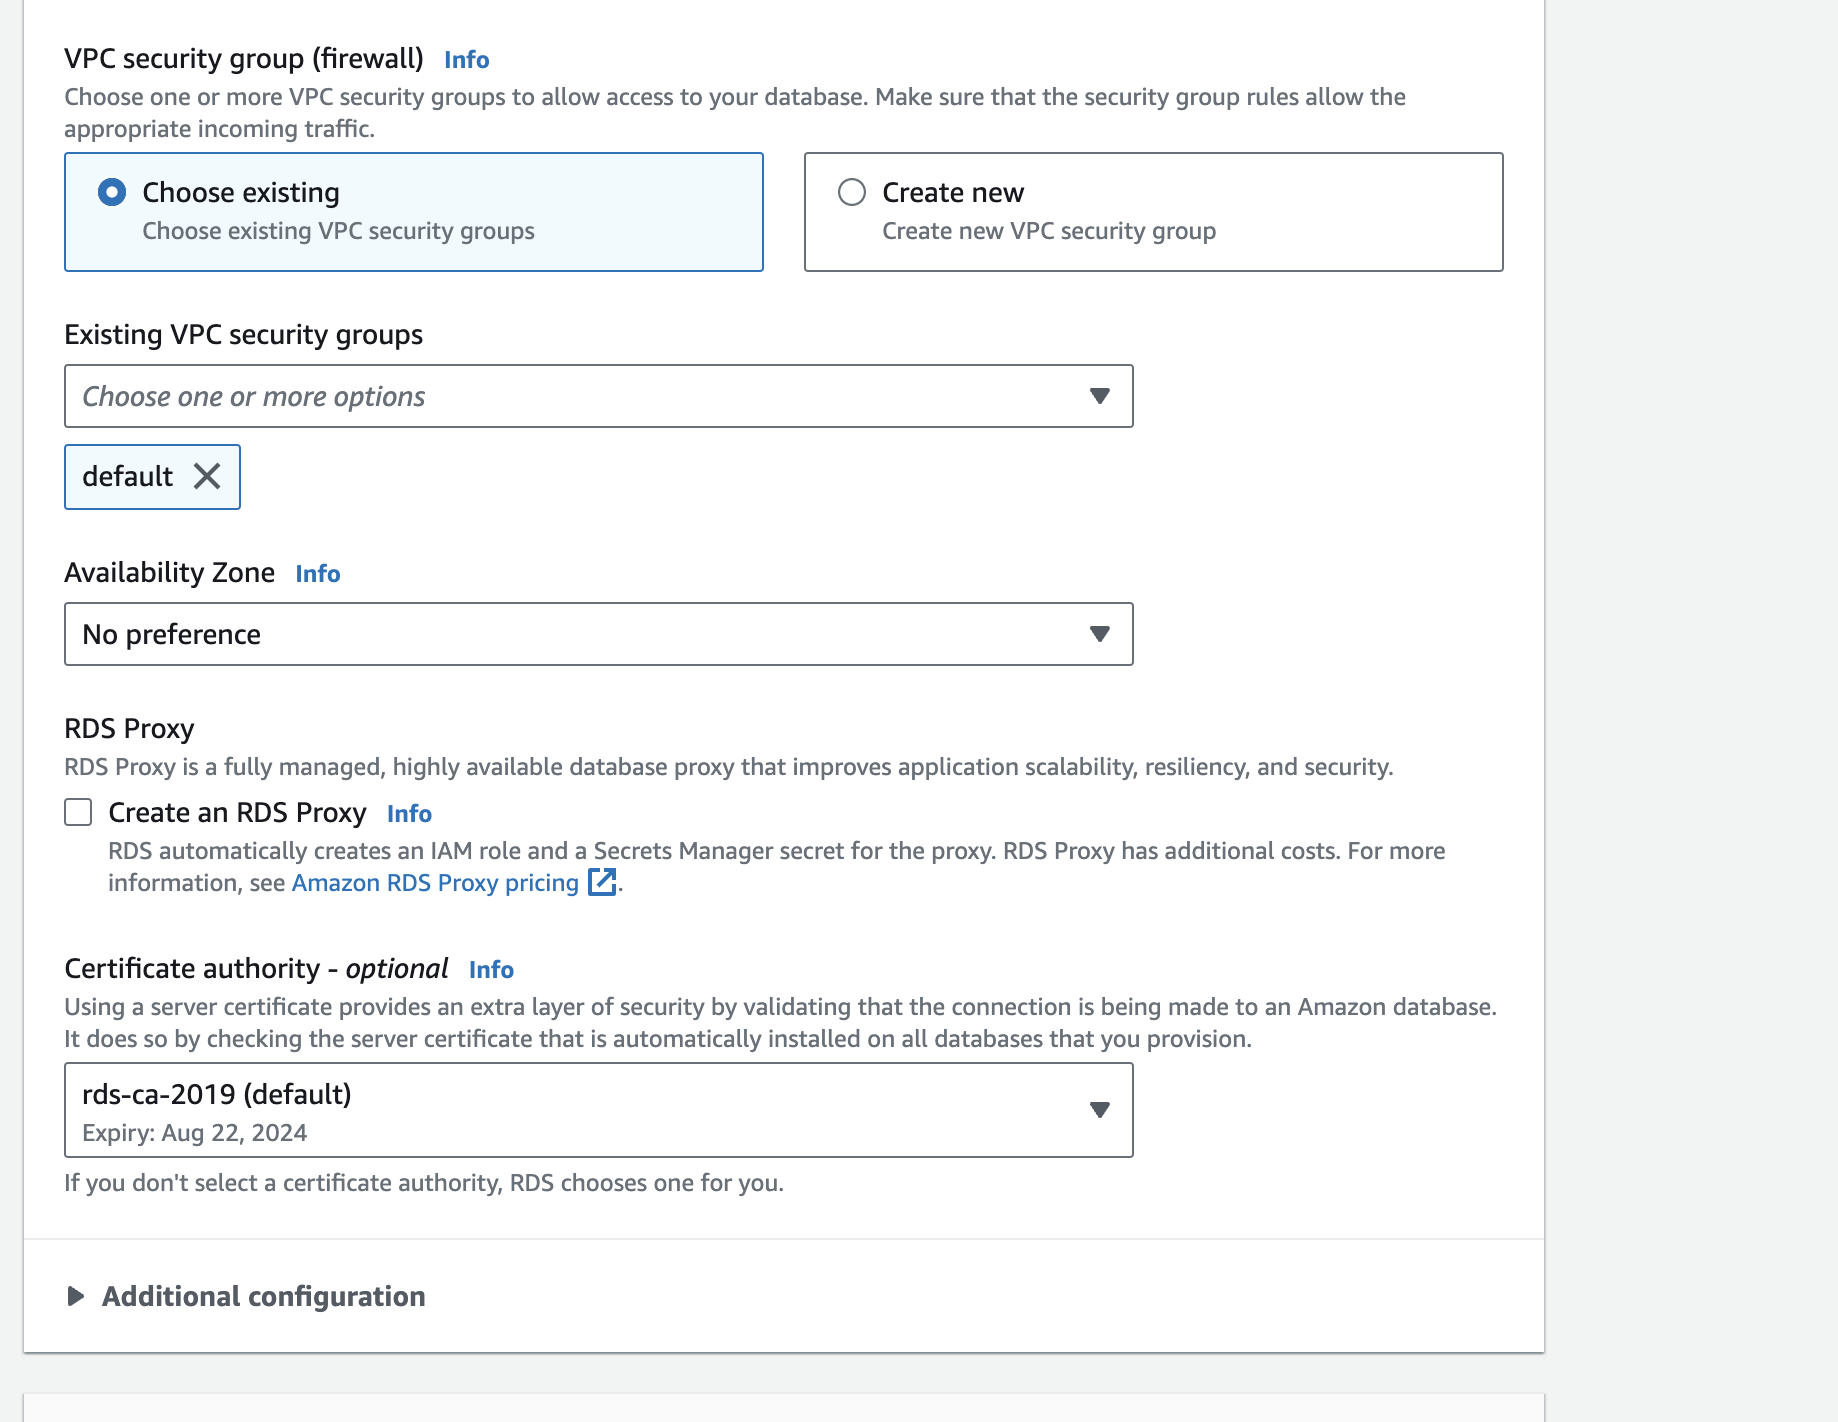 VPC security group (firewall) Info
Choose one or more VPC security groups to allow access to your database. Make sure that the security group rules allow the
appropriate incoming traffic.
Choose existing
Choose existing VPC security groups
Create new
Create new VPC security group
Existing VPC security groups
Choose one or more options
default
Availability Zone Info
No preference
RDS Proxy
RDS Proxy is a fully managed, highly available database proxy that improves application scalability, resiliency, and security.
Create an RDS Proxy Info
RDS automatically creates an IAM role and a Secrets Manager secret for the proxy. RDS Proxy has additional costs. For more
information, see Amazon RDS Proxy pricing.
Certificate authority - optional Info
Using a server certificate provides an extra layer of security by validating that the connection is being made to an Amazon database.
It does so by checking the server certificate that is automatically installed on all databases that you provision.
rds-ca-2019 (default)
Expiry: Aug 22, 2024
If you don't select a certificate authority, RDS chooses one for you.
Additional configuration